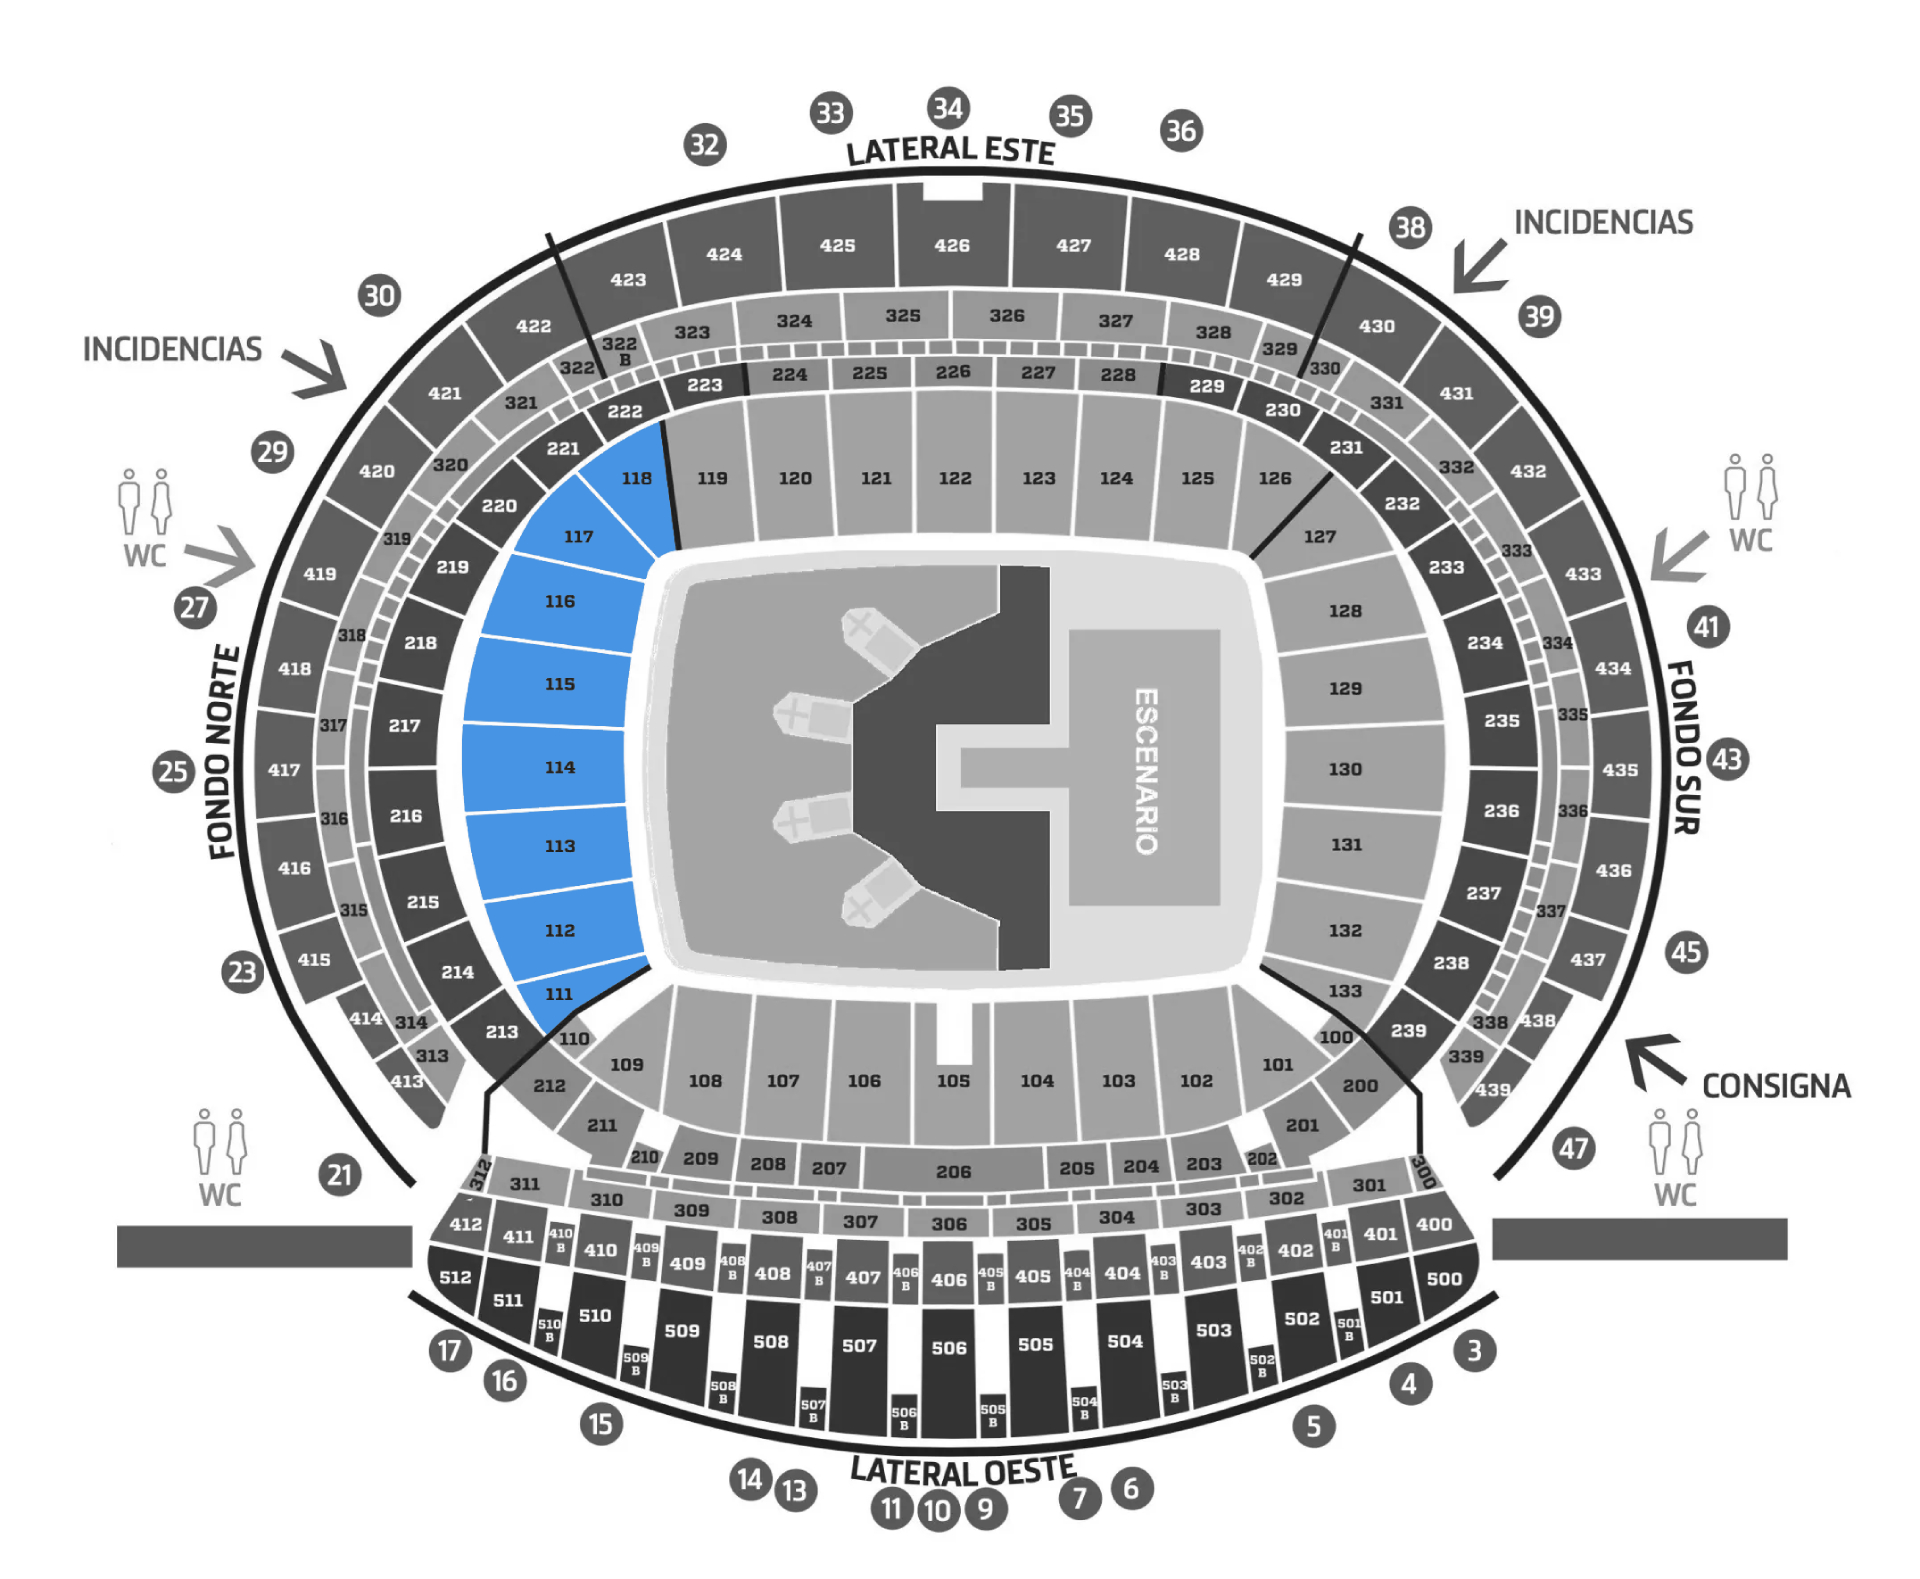 33 34 35
32 36
LATERAL ESTE
38 INCIDENCIAS
30 39
INCIDENCIAS
29
WC
27
FONDO NORTE
25
23
21
WC
WC
41
FONDO SUR
43
45
CONSIGNA
47
WC
422 423 424 425 426 427 428 429 430
421 431
420 432
419 433
418 434
417 435
416 436
415 437
414 438
413 439
322 322 B 323 324 325 326 327 328 329 330
321 331
320 332
319 333
318 334
317 335
316 336
315 337
314 338
313 339
222 223 224 225 226 227 228 229 230
221 231
220 232
219 233
218 234
217 235
216 236
215 237
214 238
213 239
212 200
211 201
118 119 120 121 122 123 124 125 126
117 127
116 128
115 129
114 130
113 131
112 132
111 133
110 100
109 108 107 106 105 104 103 102 101
ESCENARIO
210 209 208 207 206 205 204 203 202
312 311 310 309 308 307 306 305 304 303 302 301 300
412 411 410 B 410 409 B 409 408 B 408 407 B 407 406 B 406 405 B 405 404 B 404 403 B 403 402 B 402 401 B 401 400
512 511 510 B 510 509 B 509 508 B 508 507 B 507 506 B 506 505 B 505 504 B 504 503 B 503 502 B 502 501 B 501 500
LATERAL OESTE
17 16 15 14 13 11 10 9 7 6 5 4 3